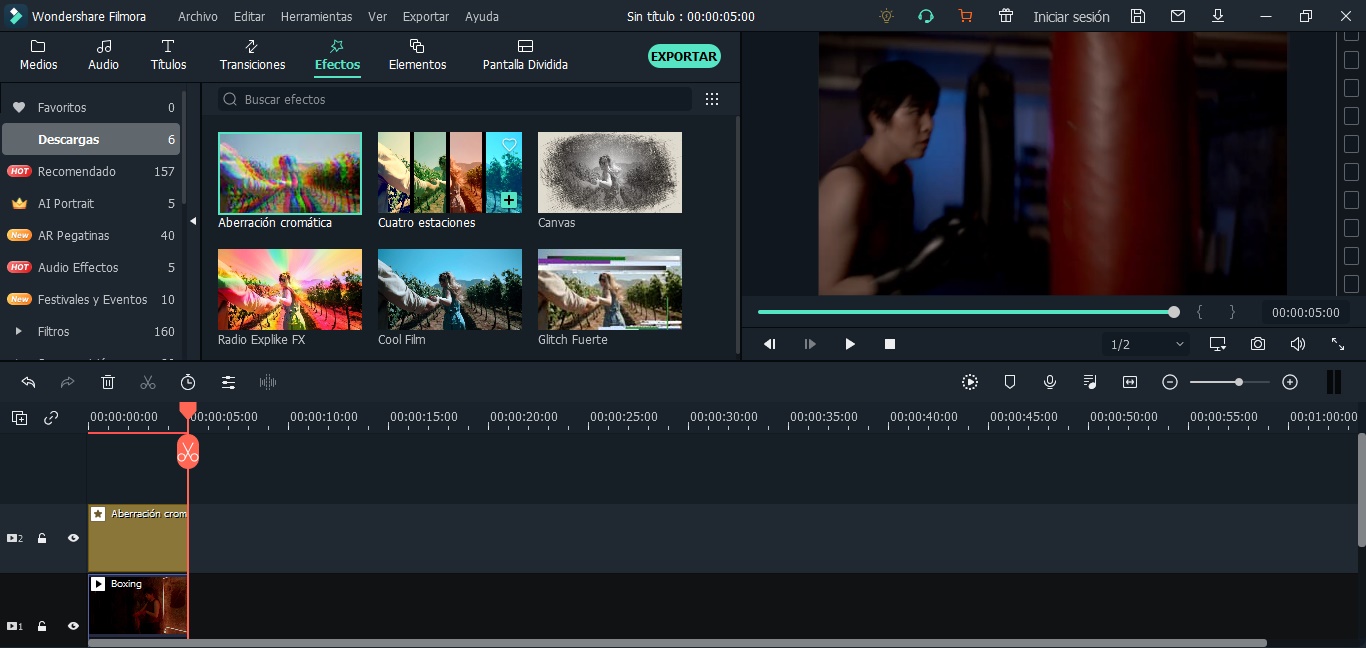 Wondershare Filmora Archivo Editar Herramientas Ver Exportar Ayuda Sin título : 00:00:05:00 Iniciar sesión
Medios Audio Títulos Transiciones Efectos Elementos Pantalla Dividida EXPORTAR
Buscar efectos
Favoritos 0
Descargas 6
HOT Recomendado 157
AI Portrait 5
New AR Pegatinas 40
HOT Audio Effectos 5
New Festivales y Eventos 10
Filtros 160
Aberración cromática Cuatro estaciones Canvas
Radio Explike FX Cool Film Glitch Fuerte
{ } 00:00:05:00
1/2
00:00:00:00 00:00:05:00 00:00:10:00 00:00:15:00 00:00:20:00 00:00:25:00 00:00:30:00 00:00:35:00 00:00:40:00 00:00:45:00 00:00:50:00 00:00:55:00 00:01:00:00
Aberración crom
2
Boxing
1